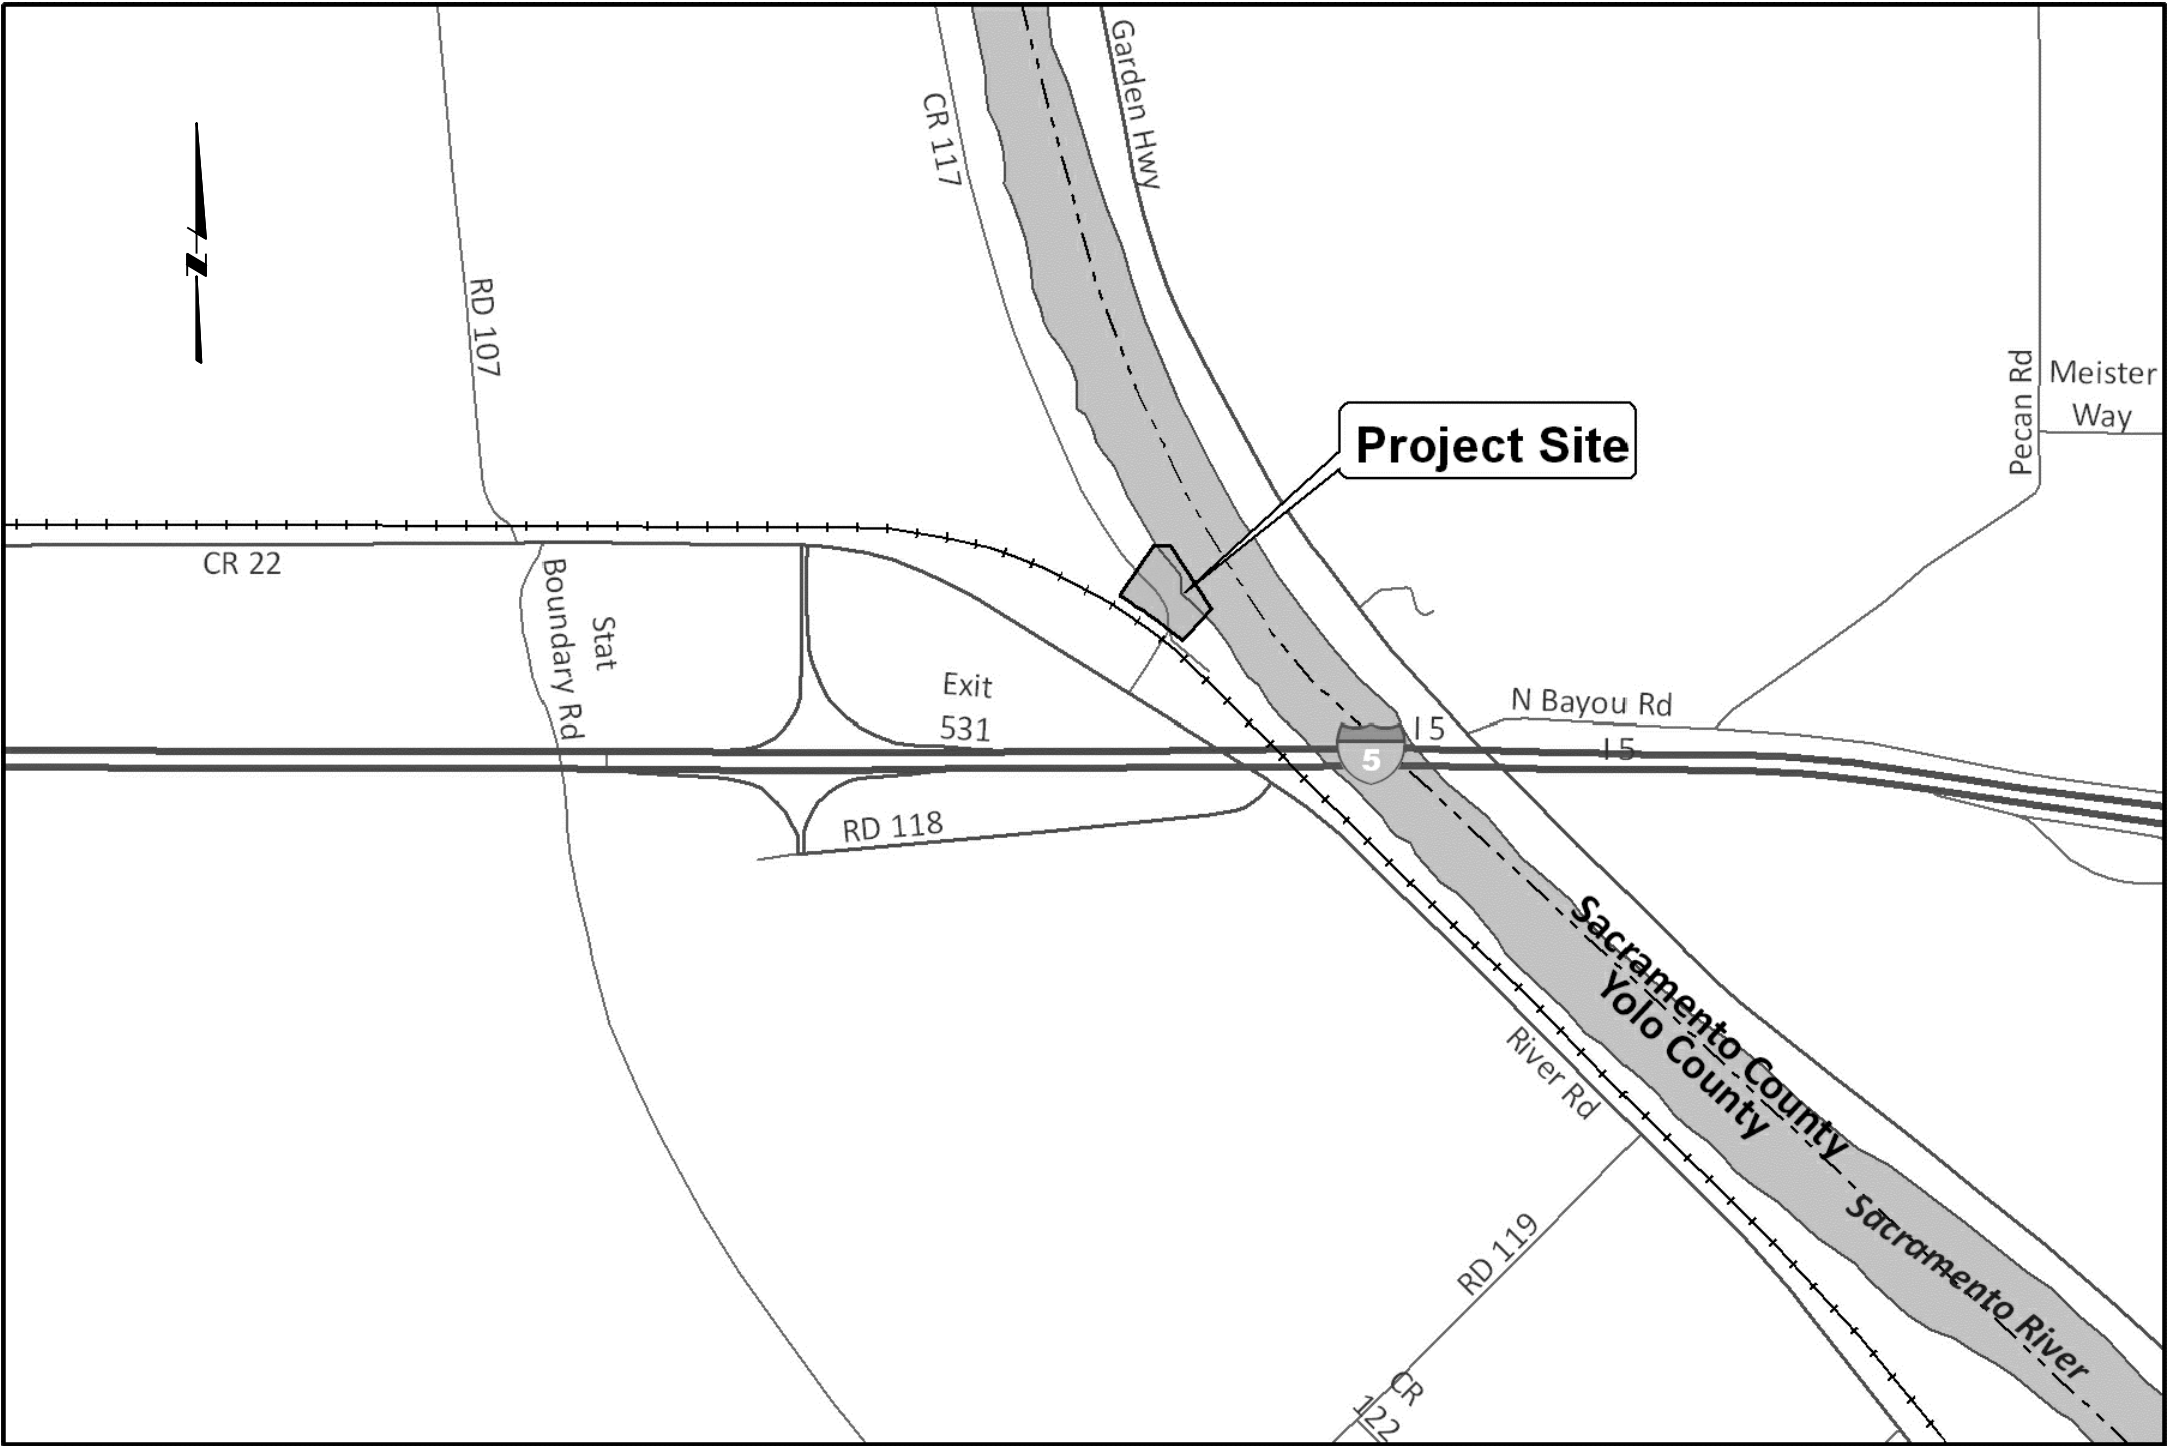 Garden Hwy
CR 117
RD 107
Pecan Rd
Meister
Way
Project Site
CR 22
Stat
Boundary Rd
Exit
531
N Bayou Rd
I 5
I 5
5
RD 118
Sacramento County
Yolo County
River Rd
Sacramento River
RD 119
CR
122
N